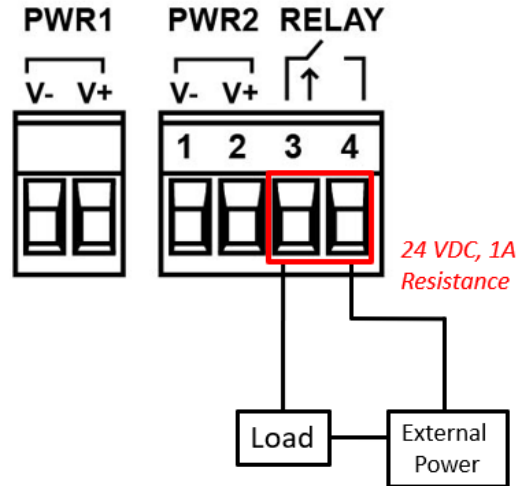 PWR1 PWR2 RELAY
V- V+ V- V+
1 2 3 4
24 VDC, 1A
Resistance
Load
External
Power